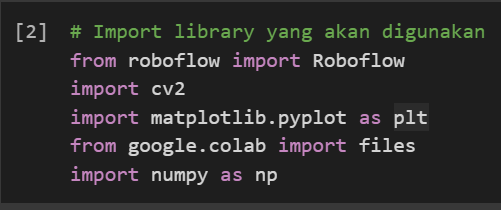 [2] # Import library yang akan digunakan
from roboflow import Roboflow
import cv2
import matplotlib.pyplot as plt
from google.colab import files
import numpy as np